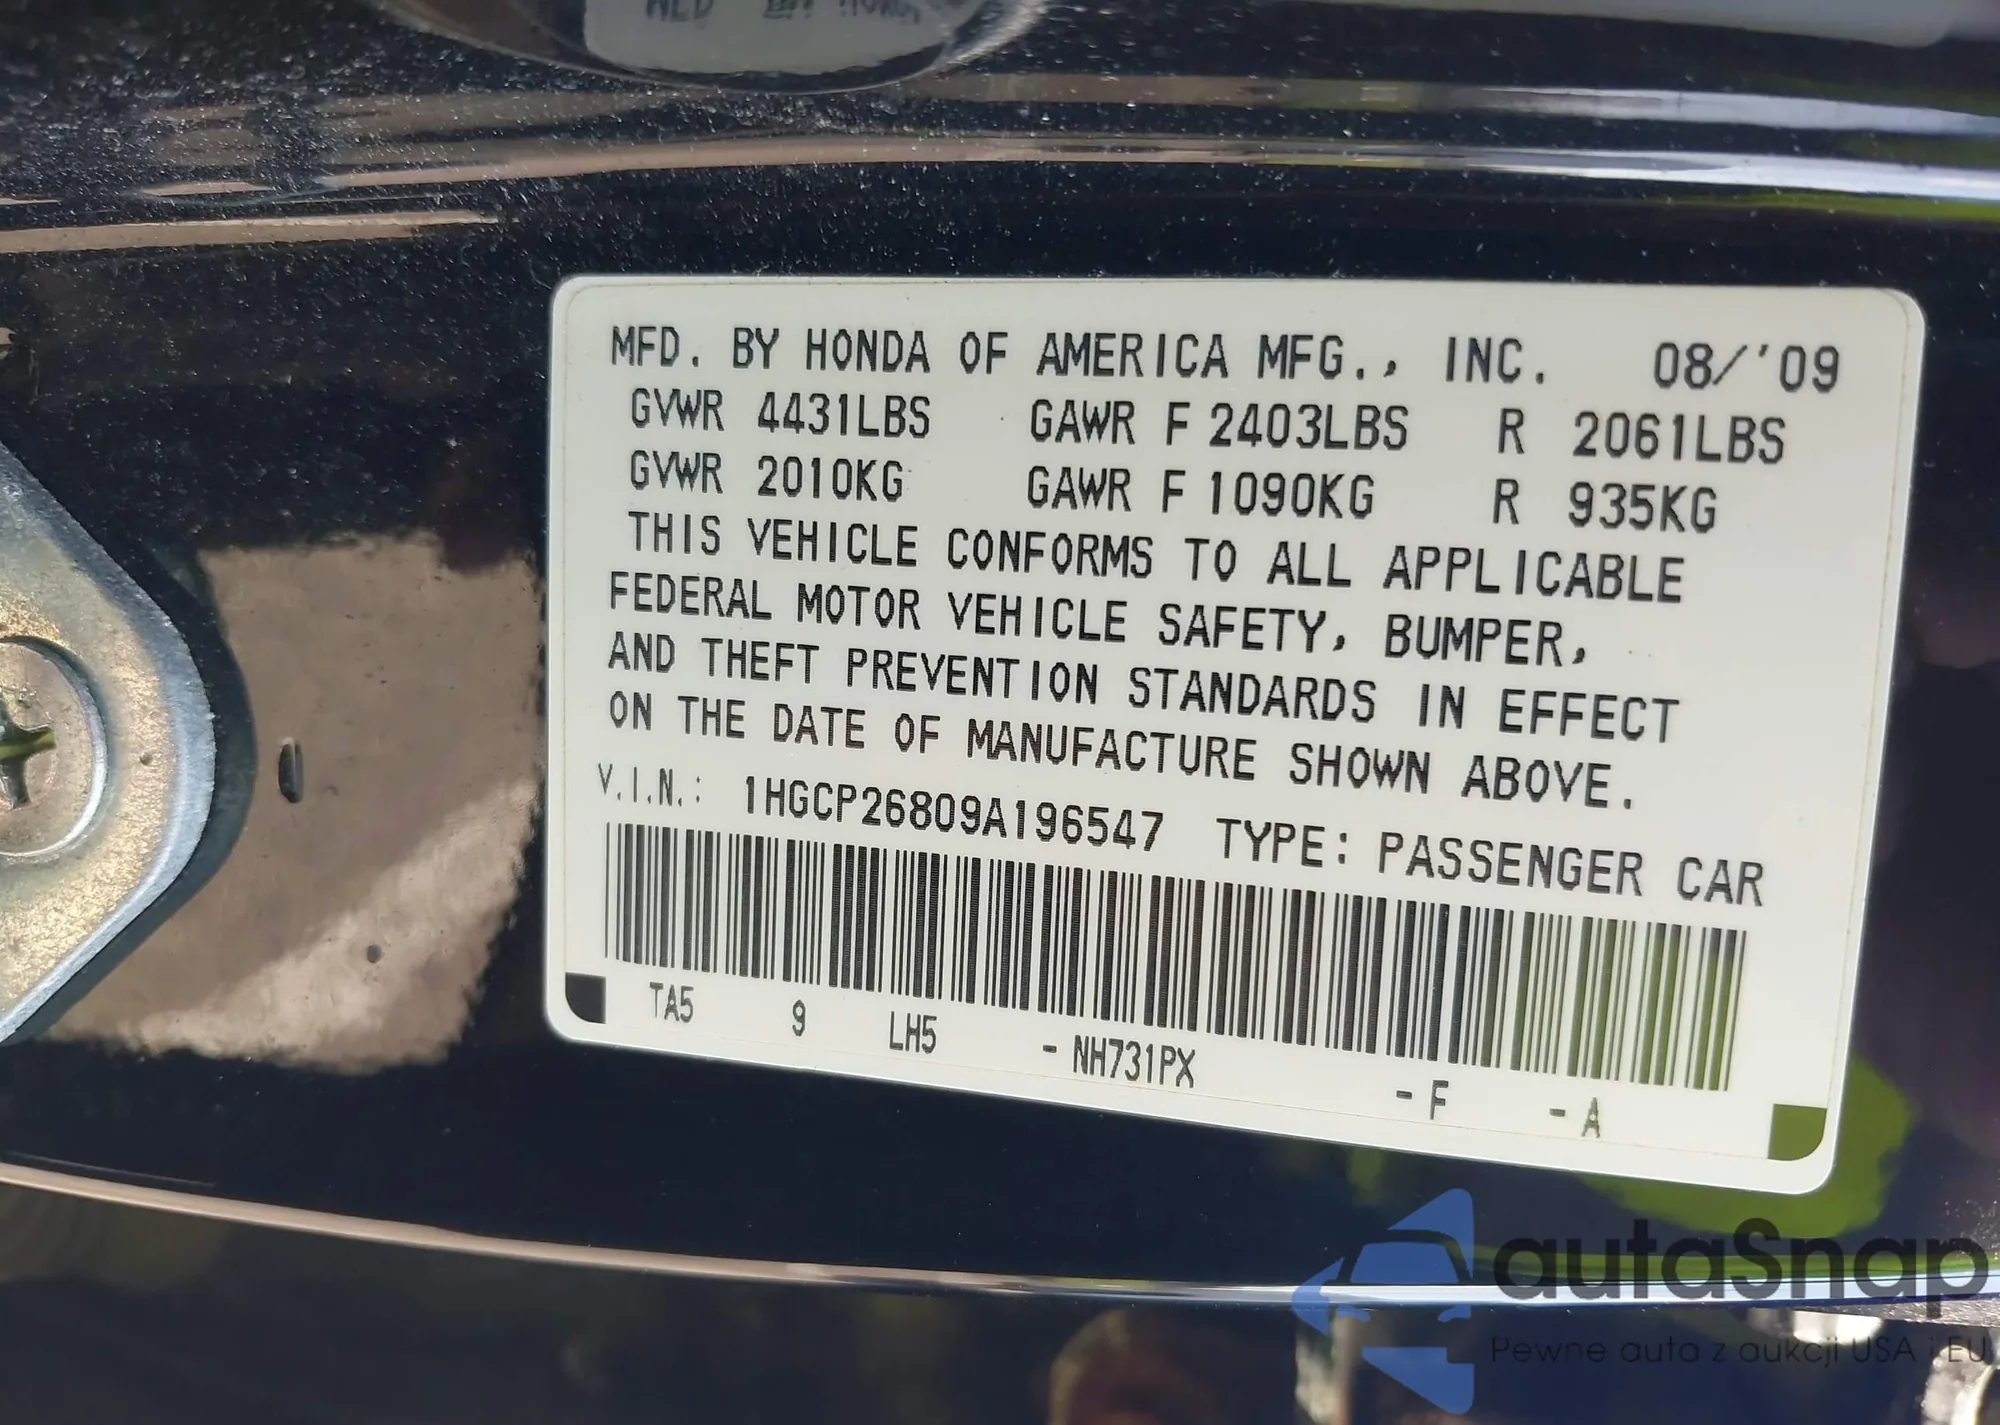 MFD. BY HONDA OF AMERICA MFG., INC. 08/'09
GVWR 4431LBS GAWR F 2403LBS R 2061LBS
GVWR 2010KG GAWR F 1090KG R 935KG
THIS VEHICLE CONFORMS TO ALL APPLICABLE
FEDERAL MOTOR VEHICLE SAFETY, BUMPER,
AND THEFT PREVENTION STANDARDS IN EFFECT
ON THE DATE OF MANUFACTURE SHOWN ABOVE.
V.I.N.: 1HGCP26809A196547 TYPE: PASSENGER CAR
TA5 9 LH5 -NH731PX -F -A
autaSnap
Pewne auta z aukcji USA i EU